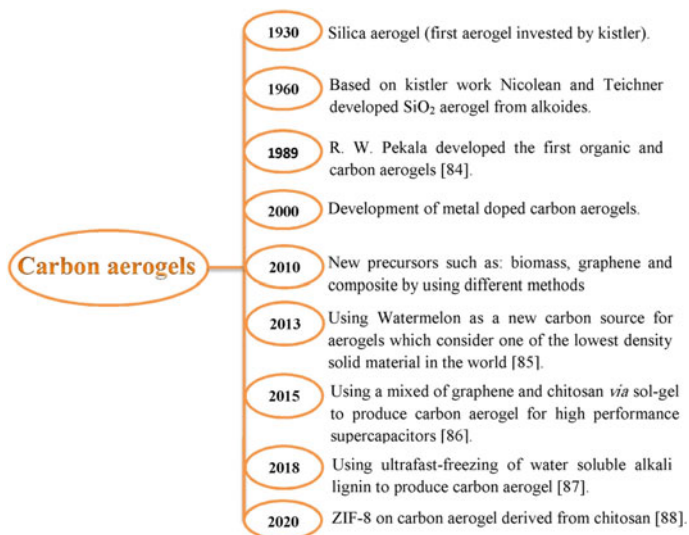 Carbon aerogels
1930
Silica aerogel (first aerogel invested by kistler).
1960
Based on kistler work Nicolean and Teichner
developed SiO₂ aerogel from alkoides.
1989
R. W. Pekala developed the first organic and
carbon aerogels [84].
2000
Development of metal doped carbon aerogels.
2010
New precursors such as: biomass, graphene and
composite by using different methods
2013
Using Watermelon as a new carbon source for
aerogels which consider one of the lowest density
solid material in the world [85].
2015
Using a mixed of graphene and chitosan via sol-gel
to produce carbon aerogel for high performance
supercapacitors [86].
2018
Using ultrafast-freezing of water soluble alkali
lignin to produce carbon aerogel [87].
2020
ZIF-8 on carbon aerogel derived from chitosan [88].